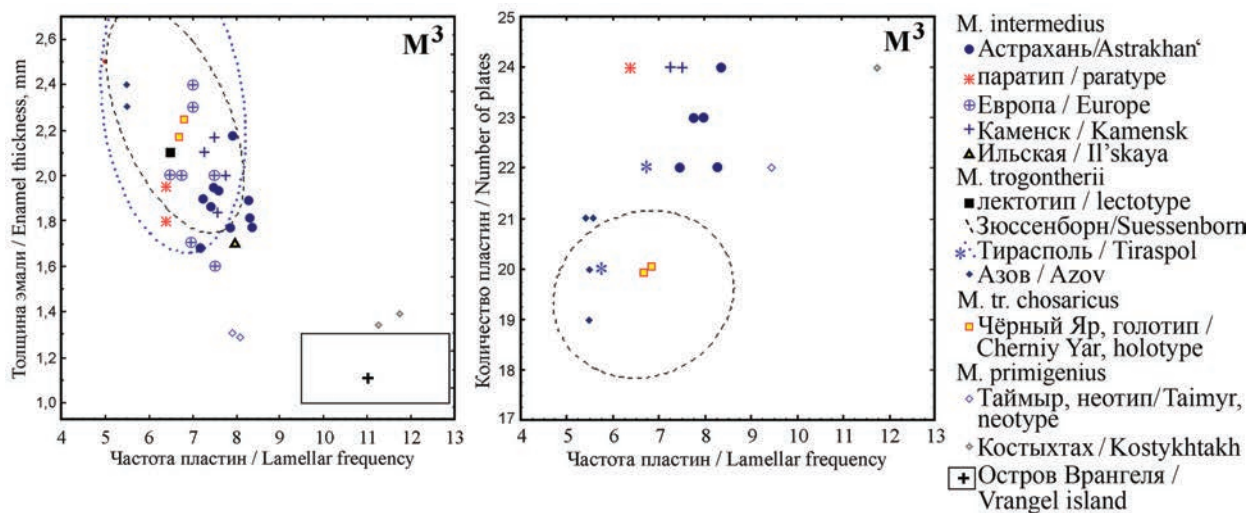 M³
Толщина эмали / Enamel thickness, mm
2,6
2,4
2,2
2,0
1,8
1,6
1,4
1,2
1,0
4 5 6 7 8 9 10 11 12 13
Частота пластин / Lamellar frequency
M³
Количество пластин / Number of plates
25
24
23
22
21
20
19
18
17
4 5 6 7 8 9 10 11 12 13
Частота пластин / Lamellar frequency
M. intermedius
Астрахань/Astrakhan‘
паратип / paratype
Европа / Europe
Каменск / Kamensk
Ильская / Il’skaya
M. trogontherii
лектотип / lectotype
Зюссенборн/Suessenborn
Тирасполь / Tiraspol
Азов / Azov
M. tr. chosaricus
Чёрный Яр, голотип /
Cherniy Yar, holotype
M. primigenius
Таймыр, неотип/Taimyr,
neotype
Костыхтах / Kostykhtakh
Остров Врангеля /
Vrangel island